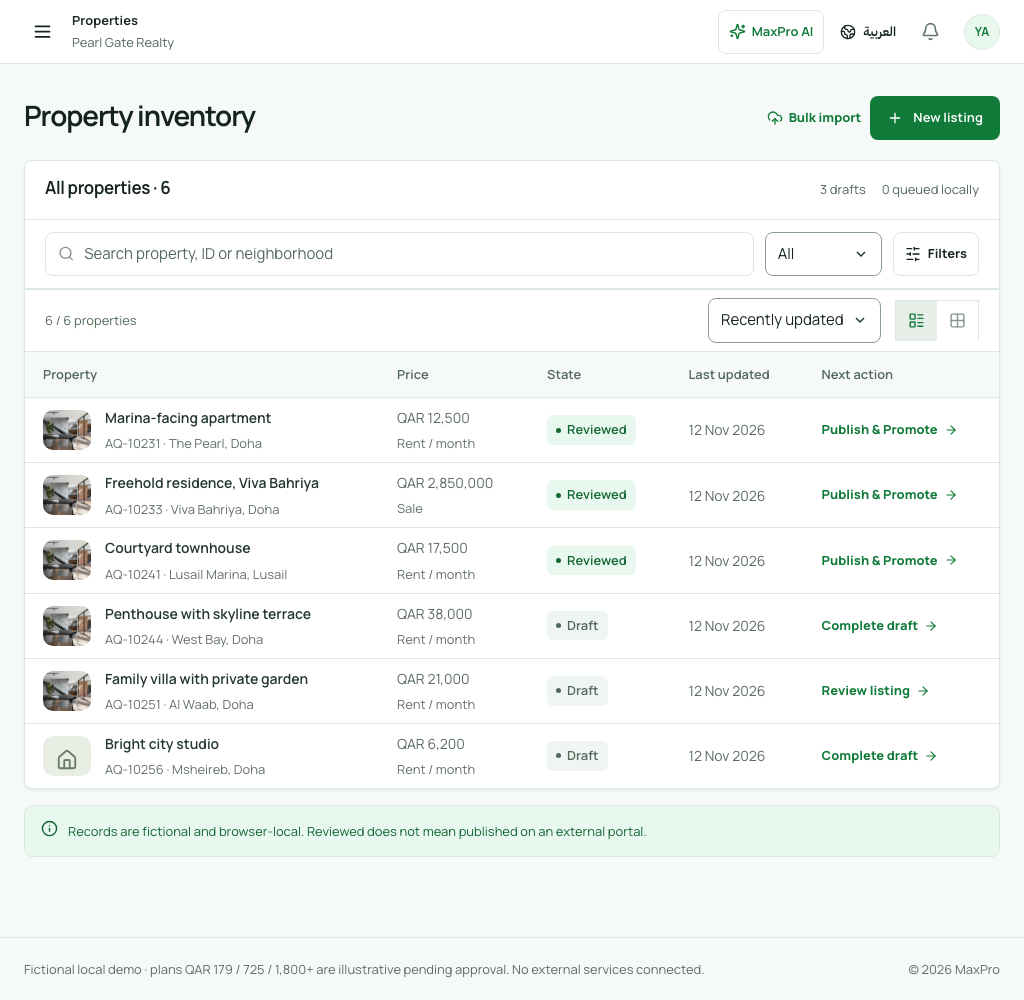 Properties
Pearl Gate Realty
MaxPro AI
العربية
YA
Property inventory
Bulk import
New listing
All properties · 6
3 drafts
0 queued locally
Search property, ID or neighborhood
All
Filters
6 / 6 properties
Recently updated
Property
Price
State
Last updated
Next action
Marina-facing apartment
AQ-10231 · The Pearl, Doha
QAR 12,500
Rent / month
Reviewed
12 Nov 2026
Publish & Promote
Freehold residence, Viva Bahriya
AQ-10233 · Viva Bahriya, Doha
QAR 2,850,000
Sale
Reviewed
12 Nov 2026
Publish & Promote
Courtyard townhouse
AQ-10241 · Lusail Marina, Lusail
QAR 17,500
Rent / month
Reviewed
12 Nov 2026
Publish & Promote
Penthouse with skyline terrace
AQ-10244 · West Bay, Doha
QAR 38,000
Rent / month
Draft
12 Nov 2026
Complete draft
Family villa with private garden
AQ-10251 · Al Waab, Doha
QAR 21,000
Rent / month
Draft
12 Nov 2026
Review listing
Bright city studio
AQ-10256 · Msheireb, Doha
QAR 6,200
Rent / month
Draft
12 Nov 2026
Complete draft
Records are fictional and browser-local. Reviewed does not mean published on an external portal.
Fictional local demo · plans QAR 179 / 725 / 1,800+ are illustrative pending approval. No external services connected.
© 2026 MaxPro